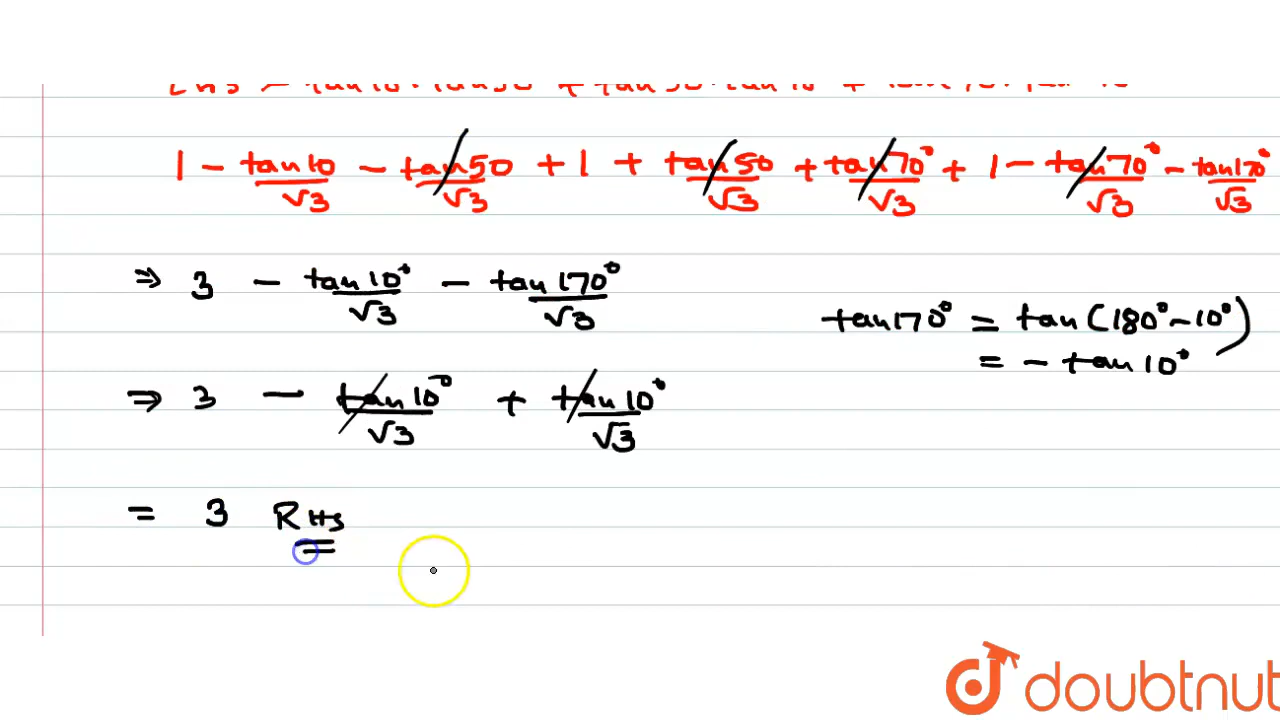 1 - tan10/√3 - tan50/√3 + 1 + tan50/√3 + tan70°/√3 + 1 - tan70°/√3 - tan170°/√3
⇒ 3 - tan10°/√3 - tan170°/√3
tan170° = tan(180°-10°)
= - tan10°
⇒ 3 - tan10°/√3 + tan10°/√3
= 3 RHS
doubtnut